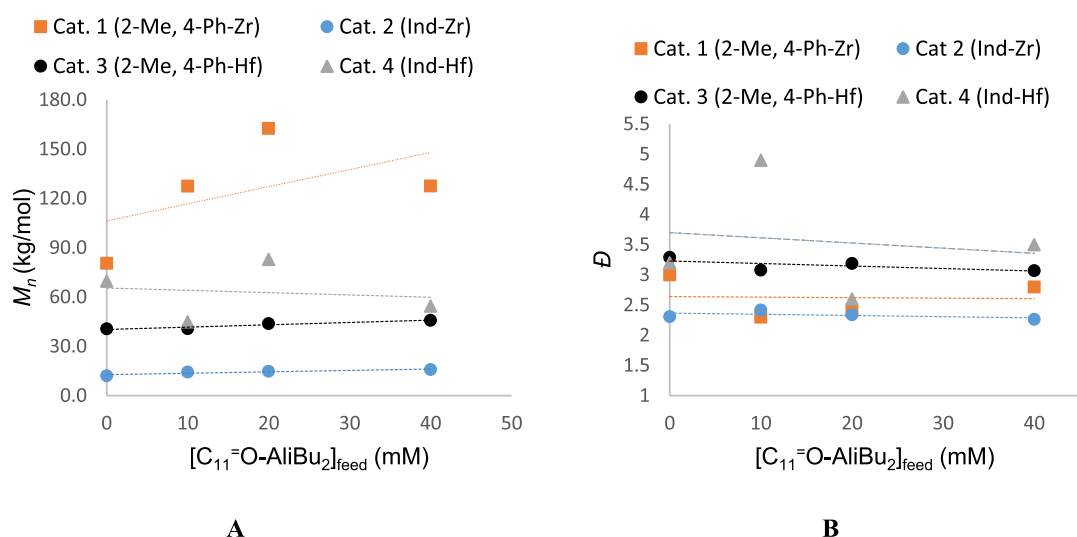 Cat. 1 (2-Me, 4-Ph-Zr) Cat. 2 (Ind-Zr)
Cat. 3 (2-Me, 4-Ph-Hf) Cat. 4 (Ind-Hf)
180.0
150.0
120.0
90.0
60.0
30.0
0.0
Mn (kg/mol)
0 10 20 30 40 50
[C11=O-AliBu2]feed (mM)
A
Cat. 1 (2-Me, 4-Ph-Zr) Cat 2 (Ind-Zr)
Cat. 3 (2-Me, 4-Ph-Hf) Cat. 4 (Ind-Hf)
5.5
5
4.5
4
3.5
3
2.5
2
1.5
1
Đ
0 10 20 30 40
[C11=O-AliBu2]feed (mM)
B